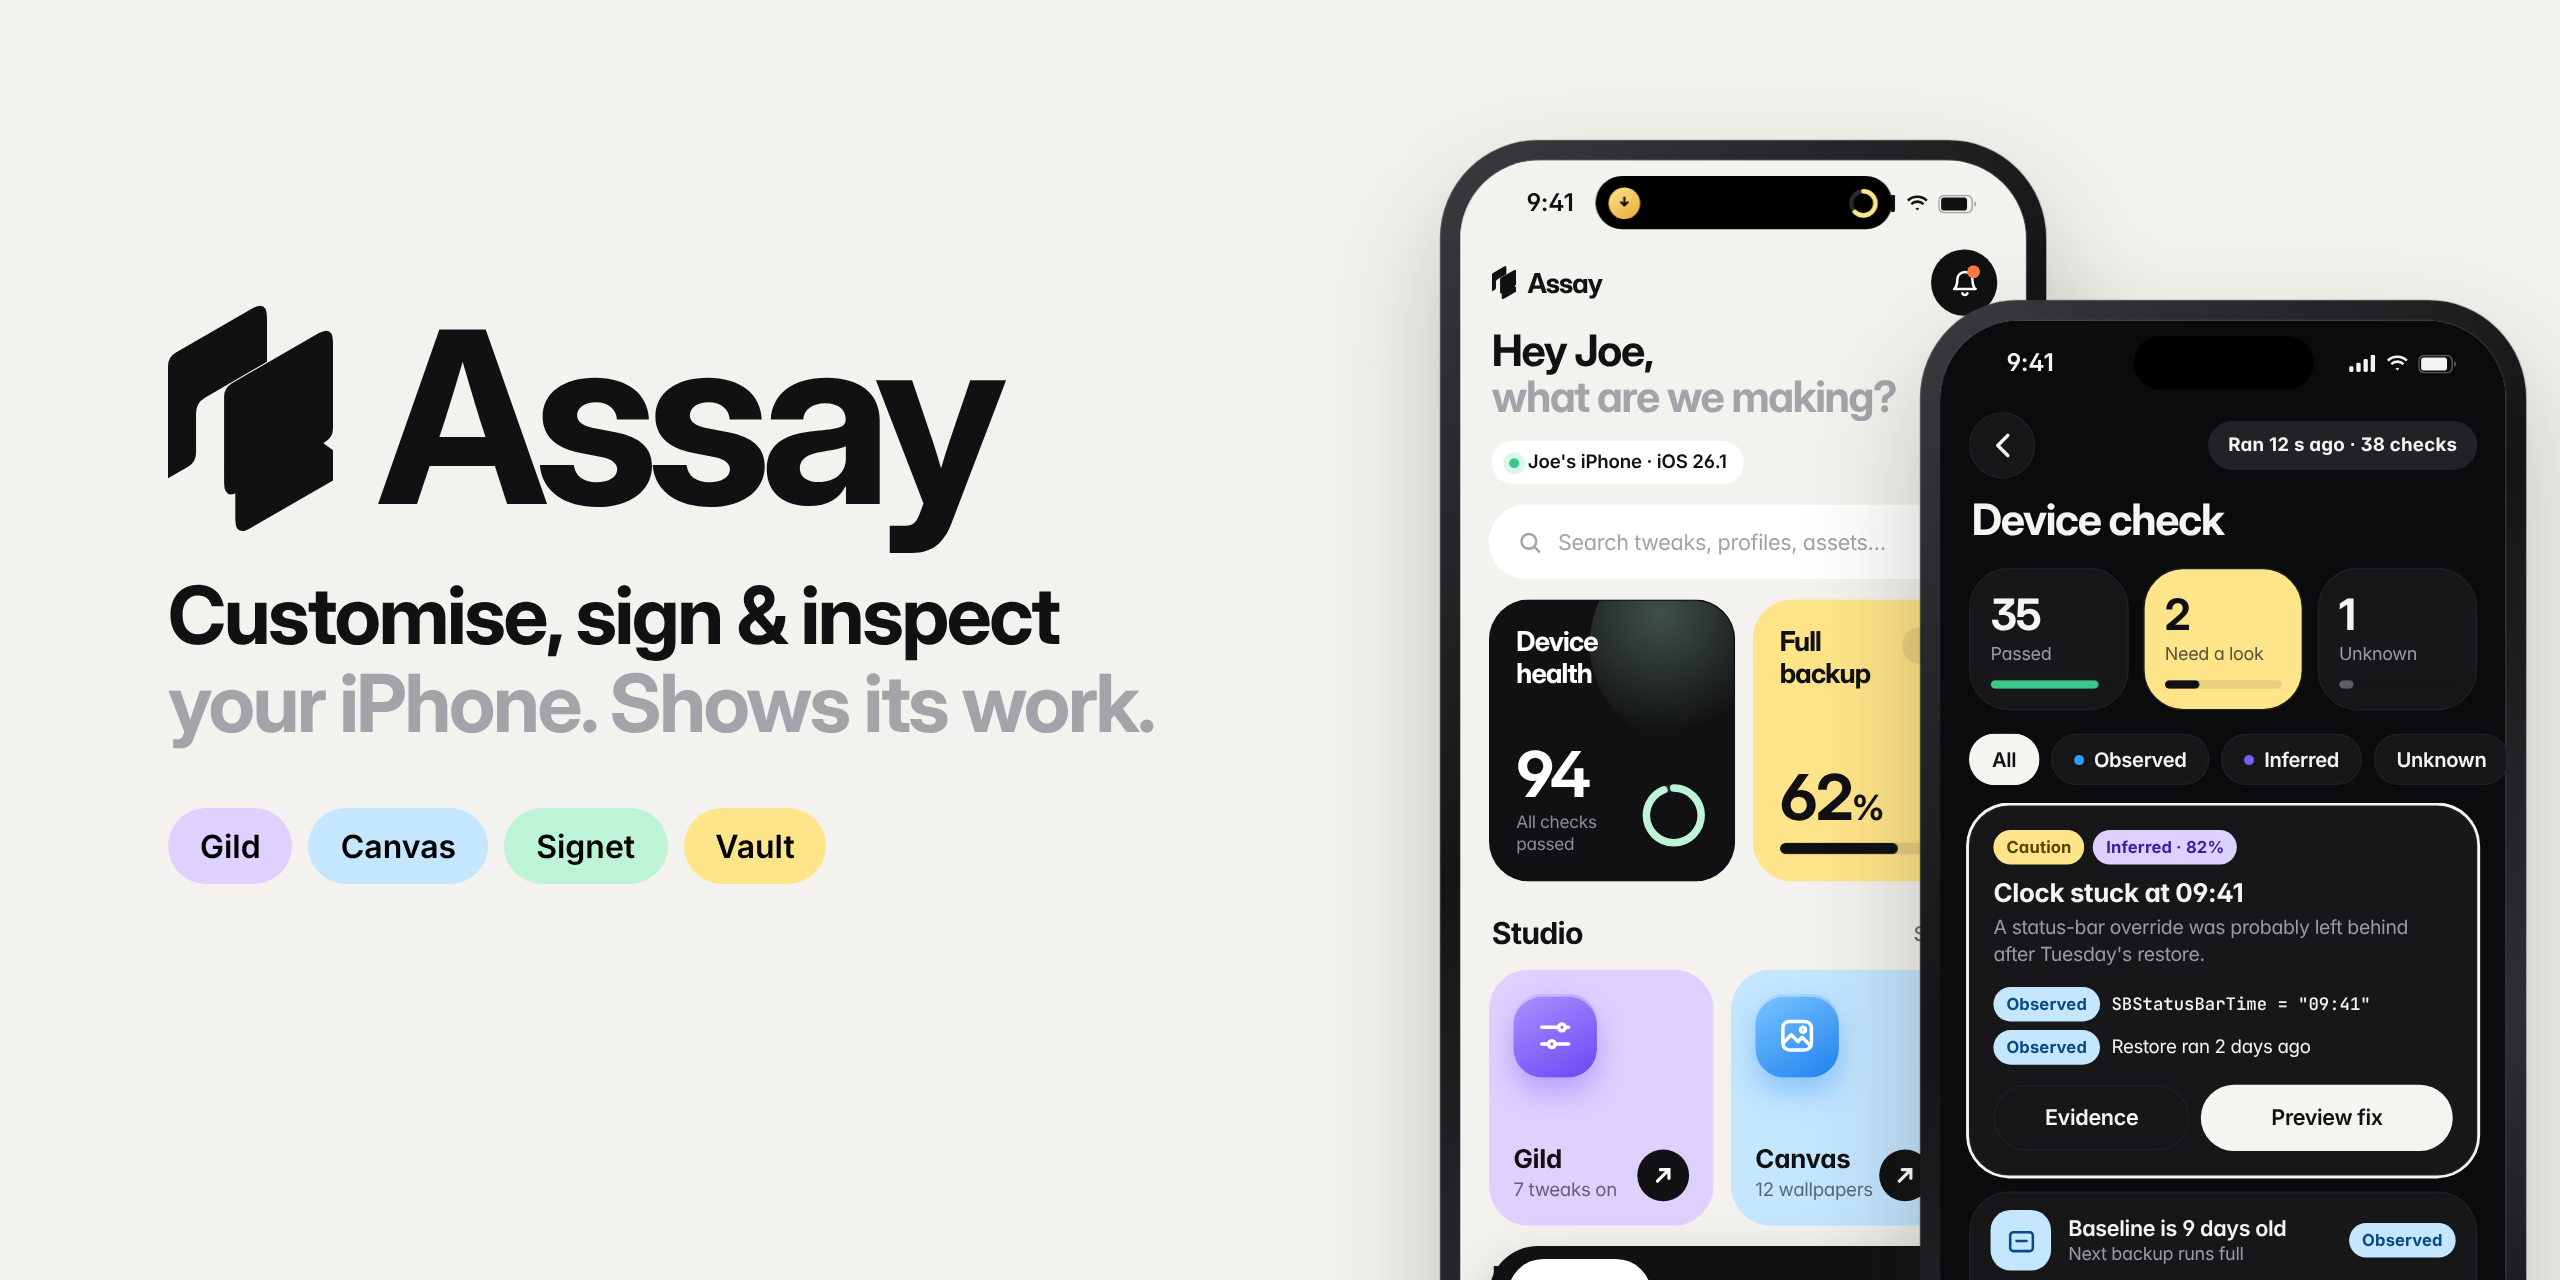 Assay
Customise, sign & inspect
your iPhone. Shows its work.
Gild
Canvas
Signet
Vault
9:41
Assay
Hey Joe,
what are we making?
Joe's iPhone · iOS 26.1
Search tweaks, profiles, assets...
Device
health
94
All checks
passed
Full
backup
62%
Studio
Gild
7 tweaks on
Canvas
12 wallpapers
9:41
Ran 12 s ago · 38 checks
Device check
35
Passed
2
Need a look
1
Unknown
All
Observed
Inferred
Unknown
Caution
Inferred · 82%
Clock stuck at 09:41
A status-bar override was probably left behind
after Tuesday's restore.
Observed
SBStatusBarTime = "09:41"
Observed
Restore ran 2 days ago
Evidence
Preview fix
Baseline is 9 days old
Next backup runs full
Observed